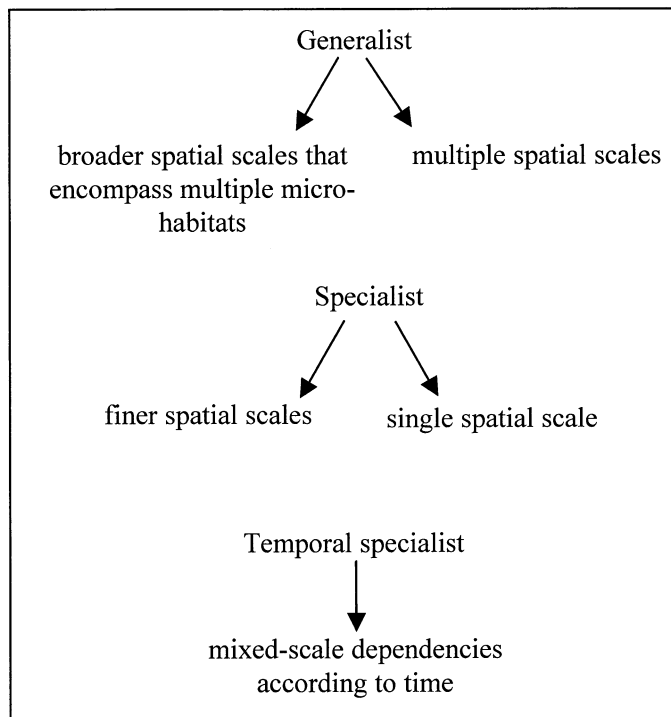 Generalist
broader spatial scales that
encompass multiple micro-
habitats
multiple spatial scales
Specialist
finer spatial scales
single spatial scale
Temporal specialist
mixed-scale dependencies
according to time